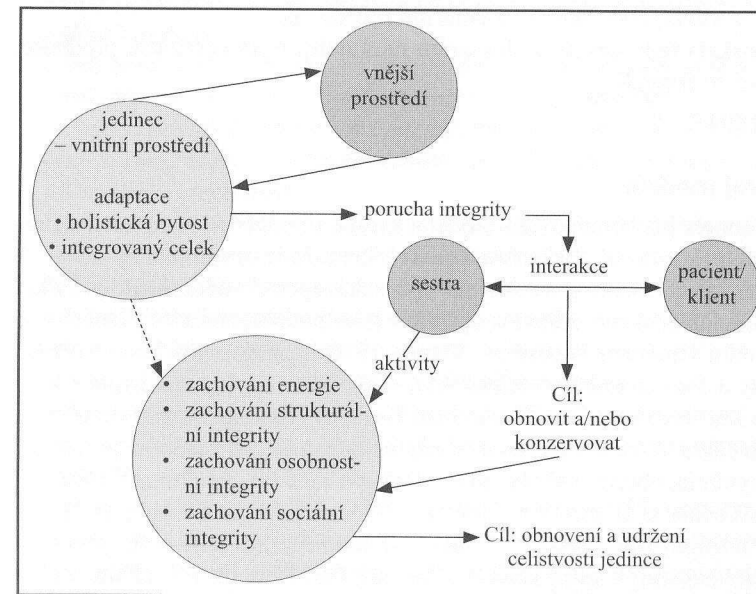 vnější
prostředí
jedinec
– vnitřní prostředí
adaptace
• holistická bytost
• integrovaný celek
porucha integrity
interakce
sestra
pacient/
klient
aktivity
• zachování energie
• zachování strukturál-
ní integrity
• zachování osobnost-
ní integrity
• zachování sociální
integrity
Cíl:
obnovit a/nebo
konzervovat
Cíl: obnovení a udržení
celistvosti jedince